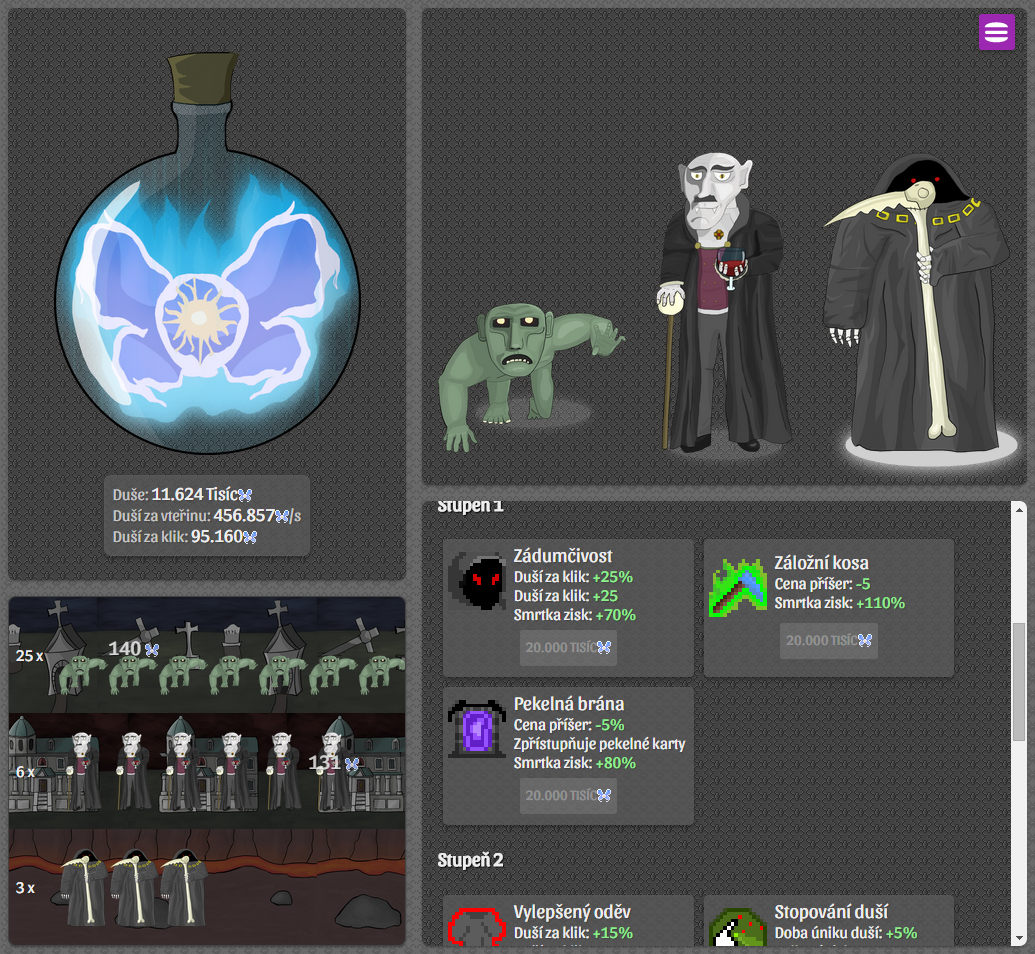 Duše: 11.624 Tisíc
Duší za vteřinu: 456.857/s
Duší za klik: 95.160
25 x
140
6 x
131
3 x
Stupeň 1
Zádumčivost
Duší za klik: +25%
Duší za klik: +25
Smrtka zisk: +70%
20.000 TISÍC
Záložní kosa
Cena příšer: -5
Smrtka zisk: +110%
20.000 TISÍC
Pekelná brána
Cena příšer: -5%
Zpřístupňuje pekelné karty
Smrtka zisk: +80%
20.000 TISÍC
Stupeň 2
Vylepšený oděv
Duší za klik: +15%
Stopování duší
Doba úniku duší: +5%